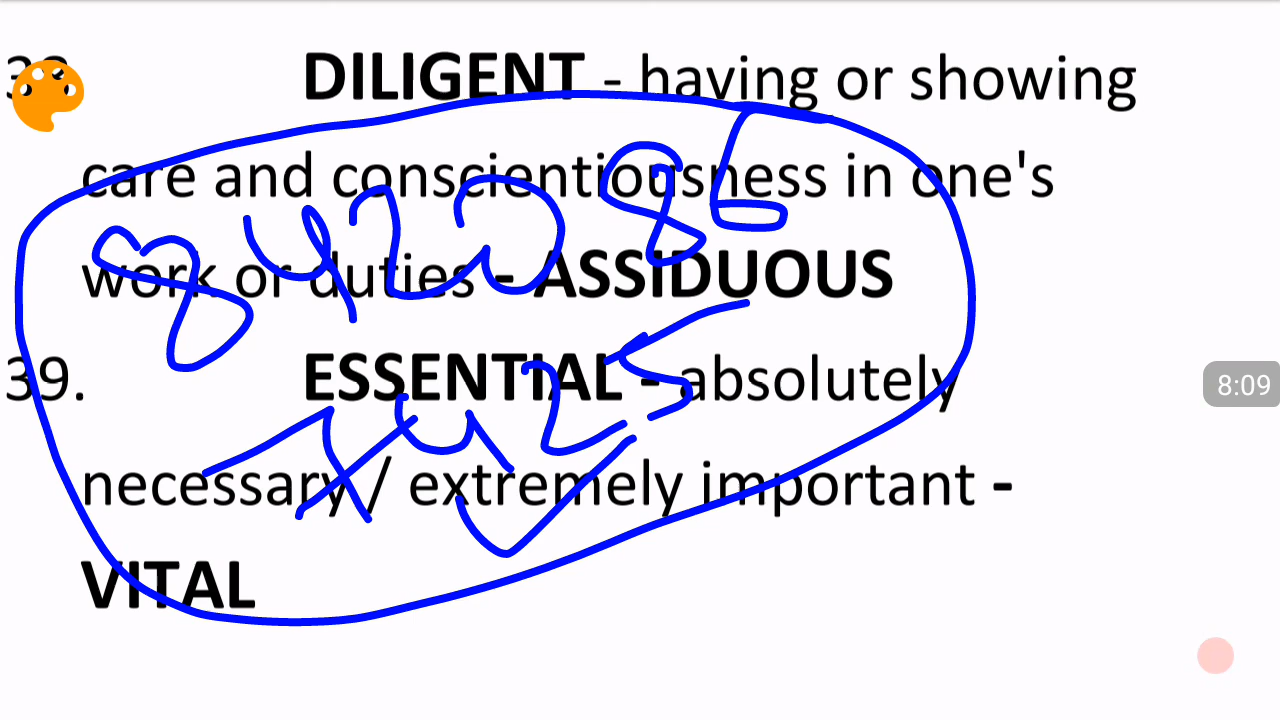 DILIGENT - having or showing
care and conscientiousness in one's
work or duties - ASSIDUOUS
39. ESSENTIAL - absolutely
necessary / extremely important -
VITAL
8:09